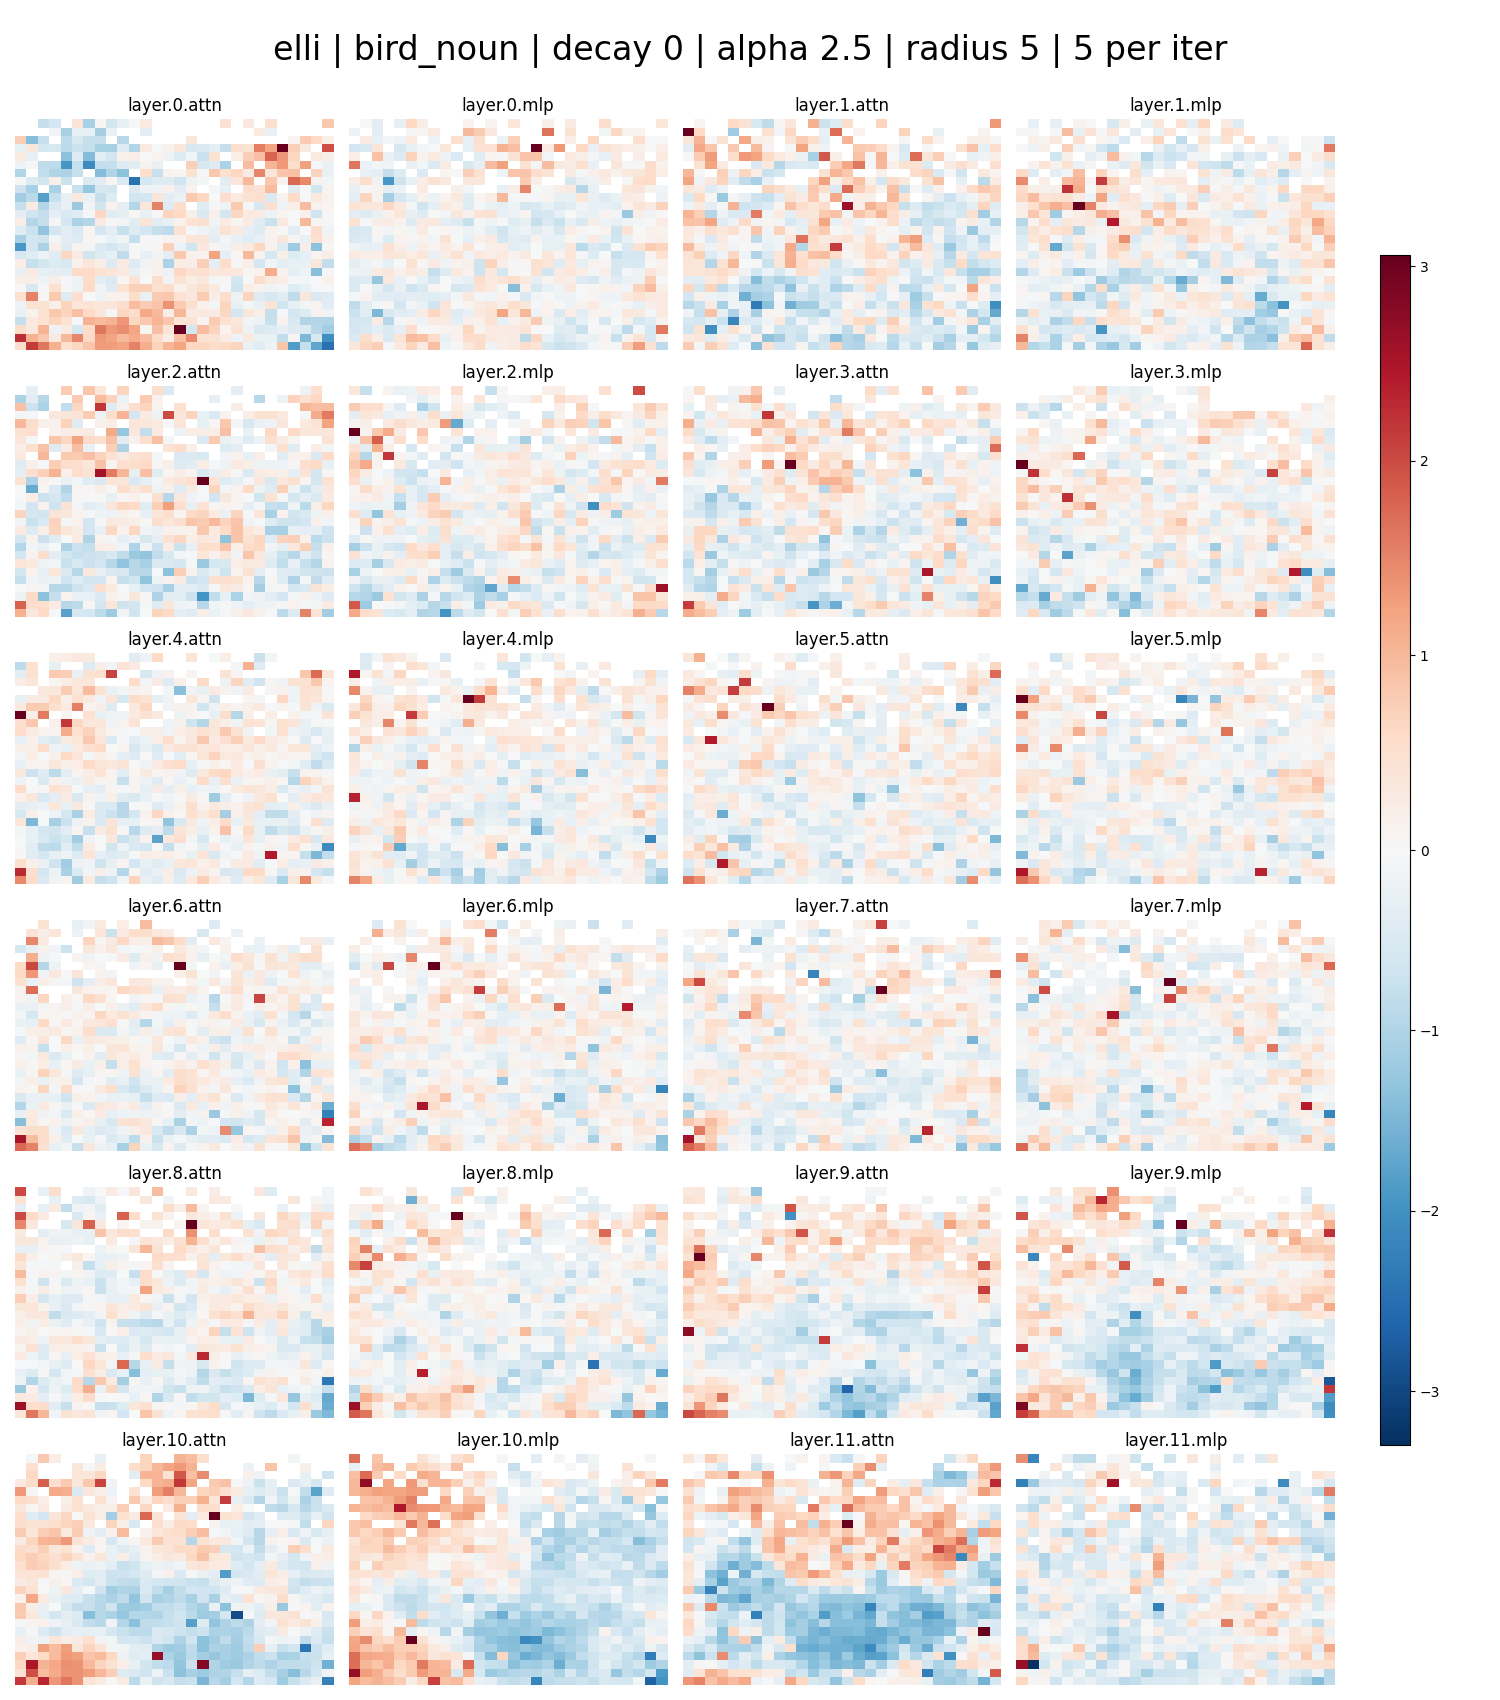 elli | bird_noun | decay 0 | alpha 2.5 | radius 5 | 5 per iter
layer.0.attn layer.0.mlp layer.1.attn layer.1.mlp
layer.2.attn layer.2.mlp layer.3.attn layer.3.mlp
layer.4.attn layer.4.mlp layer.5.attn layer.5.mlp
layer.6.attn layer.6.mlp layer.7.attn layer.7.mlp
layer.8.attn layer.8.mlp layer.9.attn layer.9.mlp
layer.10.attn layer.10.mlp layer.11.attn layer.11.mlp
3
2
1
0
−1
−2
−3